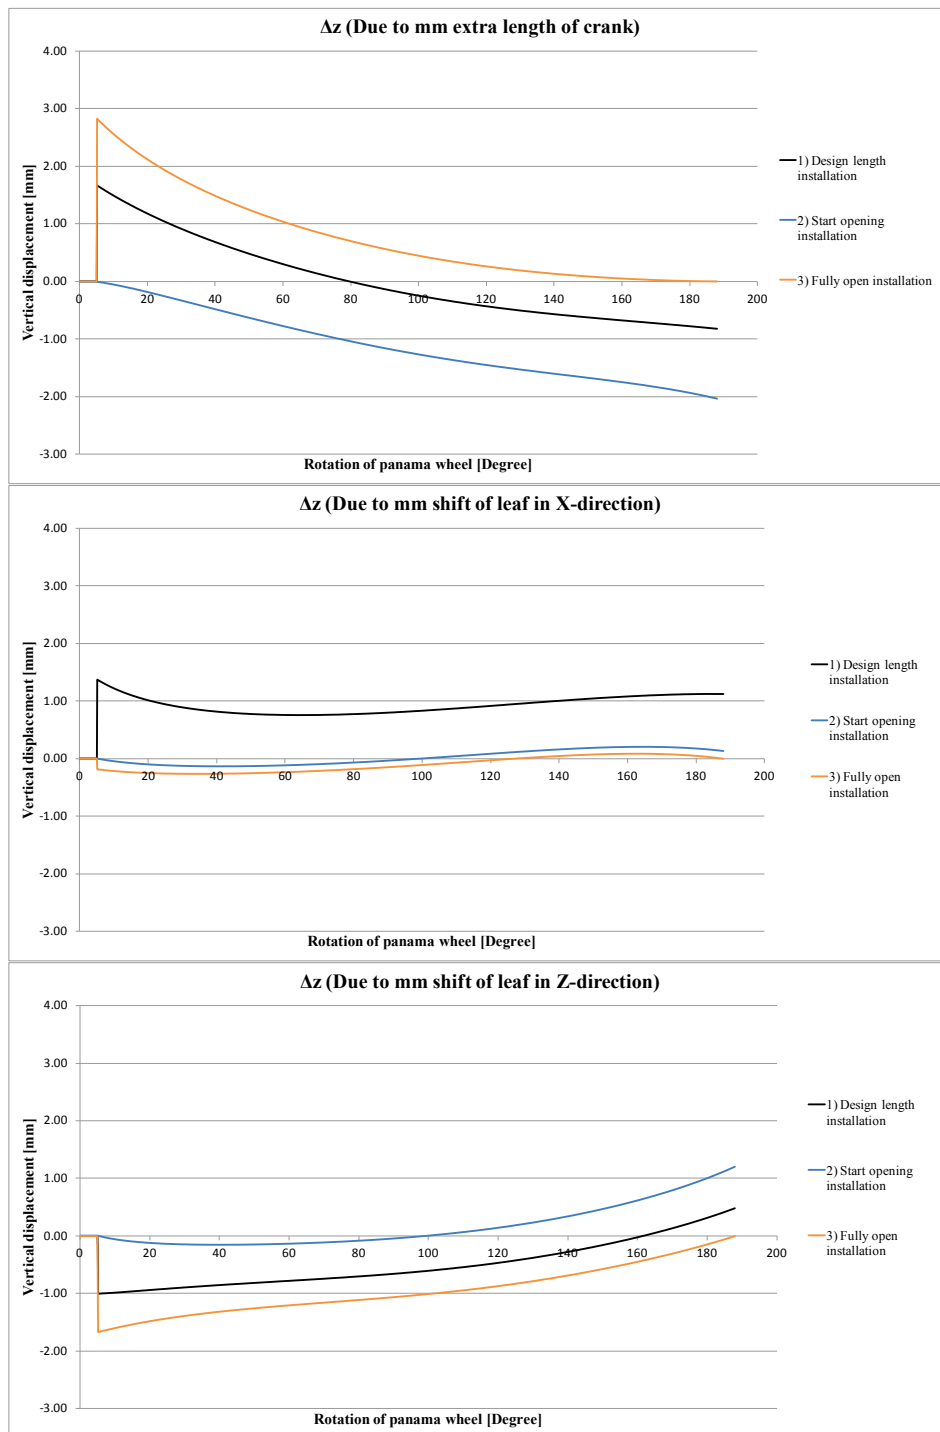 Δz (Due to mm extra length of crank)
4.00
3.00
2.00
1.00
0.00
-1.00
-2.00
-3.00
Vertical displacement [mm]
0 20 40 60 80 100 120 140 160 180 200
Rotation of panama wheel [Degree]
1) Design length
installation
2) Start opening
installation
3) Fully open installation
Δz (Due to mm shift of leaf in X-direction)
4.00
3.00
2.00
1.00
0.00
-1.00
-2.00
-3.00
Vertical displacement [mm]
0 20 40 60 80 100 120 140 160 180 200
Rotation of panama wheel [Degree]
1) Design length
installation
2) Start opening
installation
3) Fully open
installation
Δz (Due to mm shift of leaf in Z-direction)
4.00
3.00
2.00
1.00
0.00
-1.00
-2.00
-3.00
Vertical displacement [mm]
0 20 40 60 80 100 120 140 160 180 200
Rotation of panama wheel [Degree]
1) Design length
installation
2) Start opening
installation
3) Fully open
installation